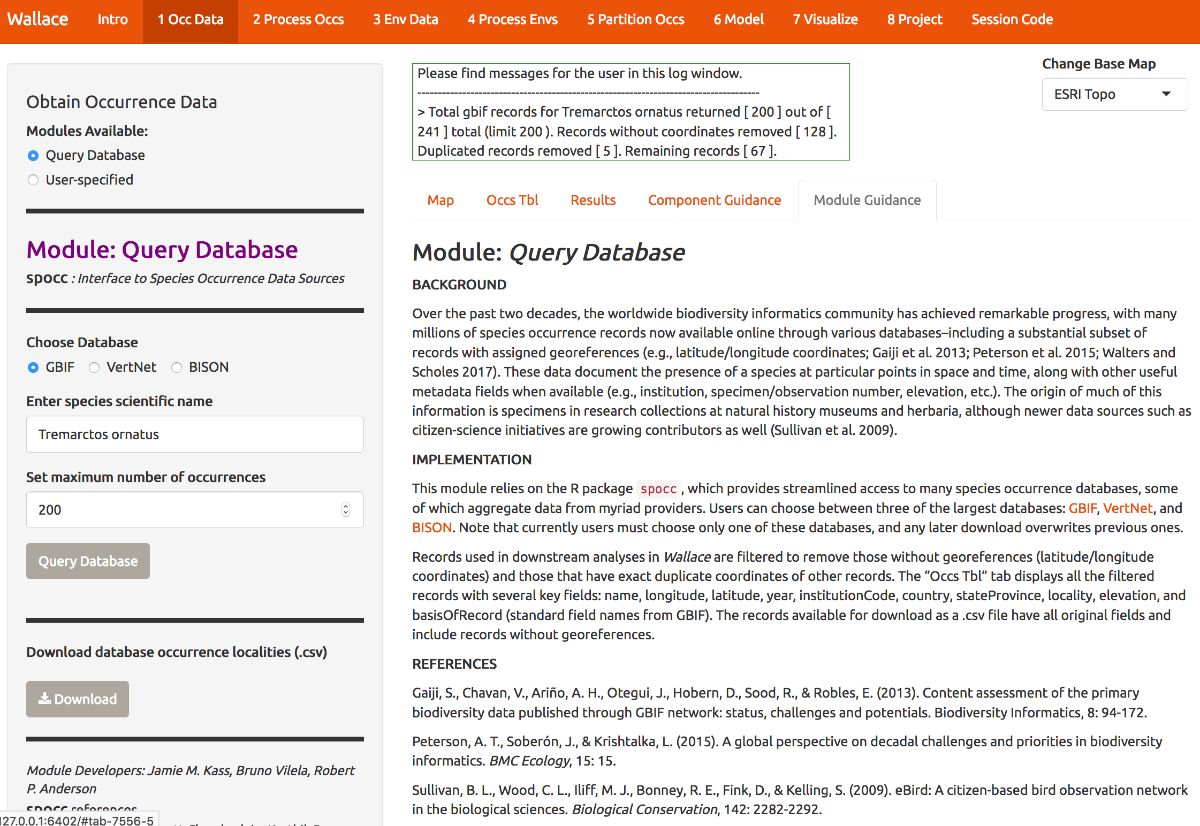 Wallace Intro 1 Occ Data 2 Process Occs 3 Env Data 4 Process Envs 5 Partition Occs 6 Model 7 Visualize 8 Project Session Code
Obtain Occurrence Data
Modules Available:
Query Database
User-specified
Module: Query Database
spocc : Interface to Species Occurrence Data Sources
Choose Database
GBIF VertNet BISON
Enter species scientific name
Tremarctos ornatus
Set maximum number of occurrences
200
Query Database
Download database occurrence localities (.csv)
Download
Module Developers: Jamie M. Kass, Bruno Vilela, Robert
P. Anderson
spocc references
127.0.0.1:6402/#tab-7556-5
Please find messages for the user in this log window.
--------------------------------------------------------------------------------------
> Total gbif records for Tremarctos ornatus returned [ 200 ] out of [
241 ] total (limit 200 ). Records without coordinates removed [ 128 ].
Duplicated records removed [ 5 ]. Remaining records [ 67 ].
Change Base Map
ESRI Topo
Map Occs Tbl Results Component Guidance Module Guidance
Module: Query Database
BACKGROUND
Over the past two decades, the worldwide biodiversity informatics community has achieved remarkable progress, with many
millions of species occurrence records now available online through various databases–including a substantial subset of
records with assigned georeferences (e.g., latitude/longitude coordinates; Gaiji et al. 2013; Peterson et al. 2015; Walters and
Scholes 2017). These data document the presence of a species at particular points in space and time, along with other useful
metadata fields when available (e.g., institution, specimen/observation number, elevation, etc.). The origin of much of this
information is specimens in research collections at natural history museums and herbaria, although newer data sources such as
citizen-science initiatives are growing contributors as well (Sullivan et al. 2009).
IMPLEMENTATION
This module relies on the R package spocc , which provides streamlined access to many species occurrence databases, some
of which aggregate data from myriad providers. Users can choose between three of the largest databases: GBIF, VertNet, and
BISON. Note that currently users must choose only one of these databases, and any later download overwrites previous ones.
Records used in downstream analyses in Wallace are filtered to remove those without georeferences (latitude/longitude
coordinates) and those that have exact duplicate coordinates of other records. The “Occs Tbl” tab displays all the filtered
records with several key fields: name, longitude, latitude, year, institutionCode, country, stateProvince, locality, elevation, and
basisOfRecord (standard field names from GBIF). The records available for download as a .csv file have all original fields and
include records without georeferences.
REFERENCES
Gaiji, S., Chavan, V., Ariño, A. H., Otegui, J., Hobern, D., Sood, R., & Robles, E. (2013). Content assessment of the primary
biodiversity data published through GBIF network: status, challenges and potentials. Biodiversity Informatics, 8: 94-172.
Peterson, A. T., Soberón, J., & Krishtalka, L. (2015). A global perspective on decadal challenges and priorities in biodiversity
informatics. BMC Ecology, 15: 15.
Sullivan, B. L., Wood, C. L., Iliff, M. J., Bonney, R. E., Fink, D., & Kelling, S. (2009). eBird: A citizen-based bird observation network
in the biological sciences. Biological Conservation, 142: 2282-2292.